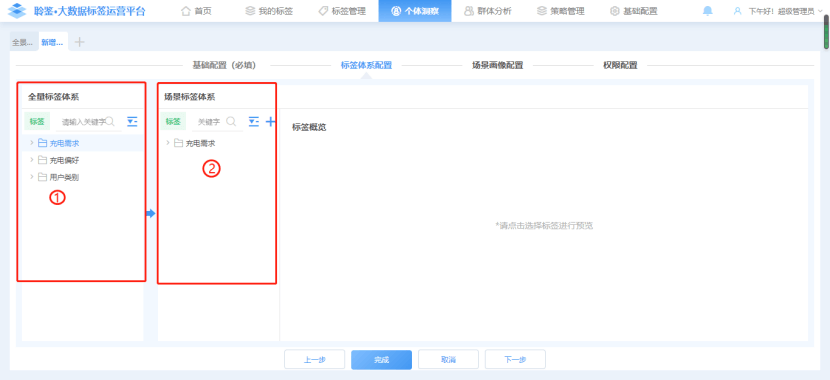 聆鉴•大数据标签运营平台 首页 我的标签 标签管理 个体洞察 群体分析 策略管理 基础配置 下午好！超级管理员
全景... 新增...
基础配置（必填） 标签体系配置 场景画像配置 权限配置
全量标签体系 场景标签体系
标签 请输入关键字 标签 关键字 标签概览
充电需求 充电需求
充电偏好
用户类别
① ②
*请点击选择标签进行预览
上一步 完成 取消 下一步